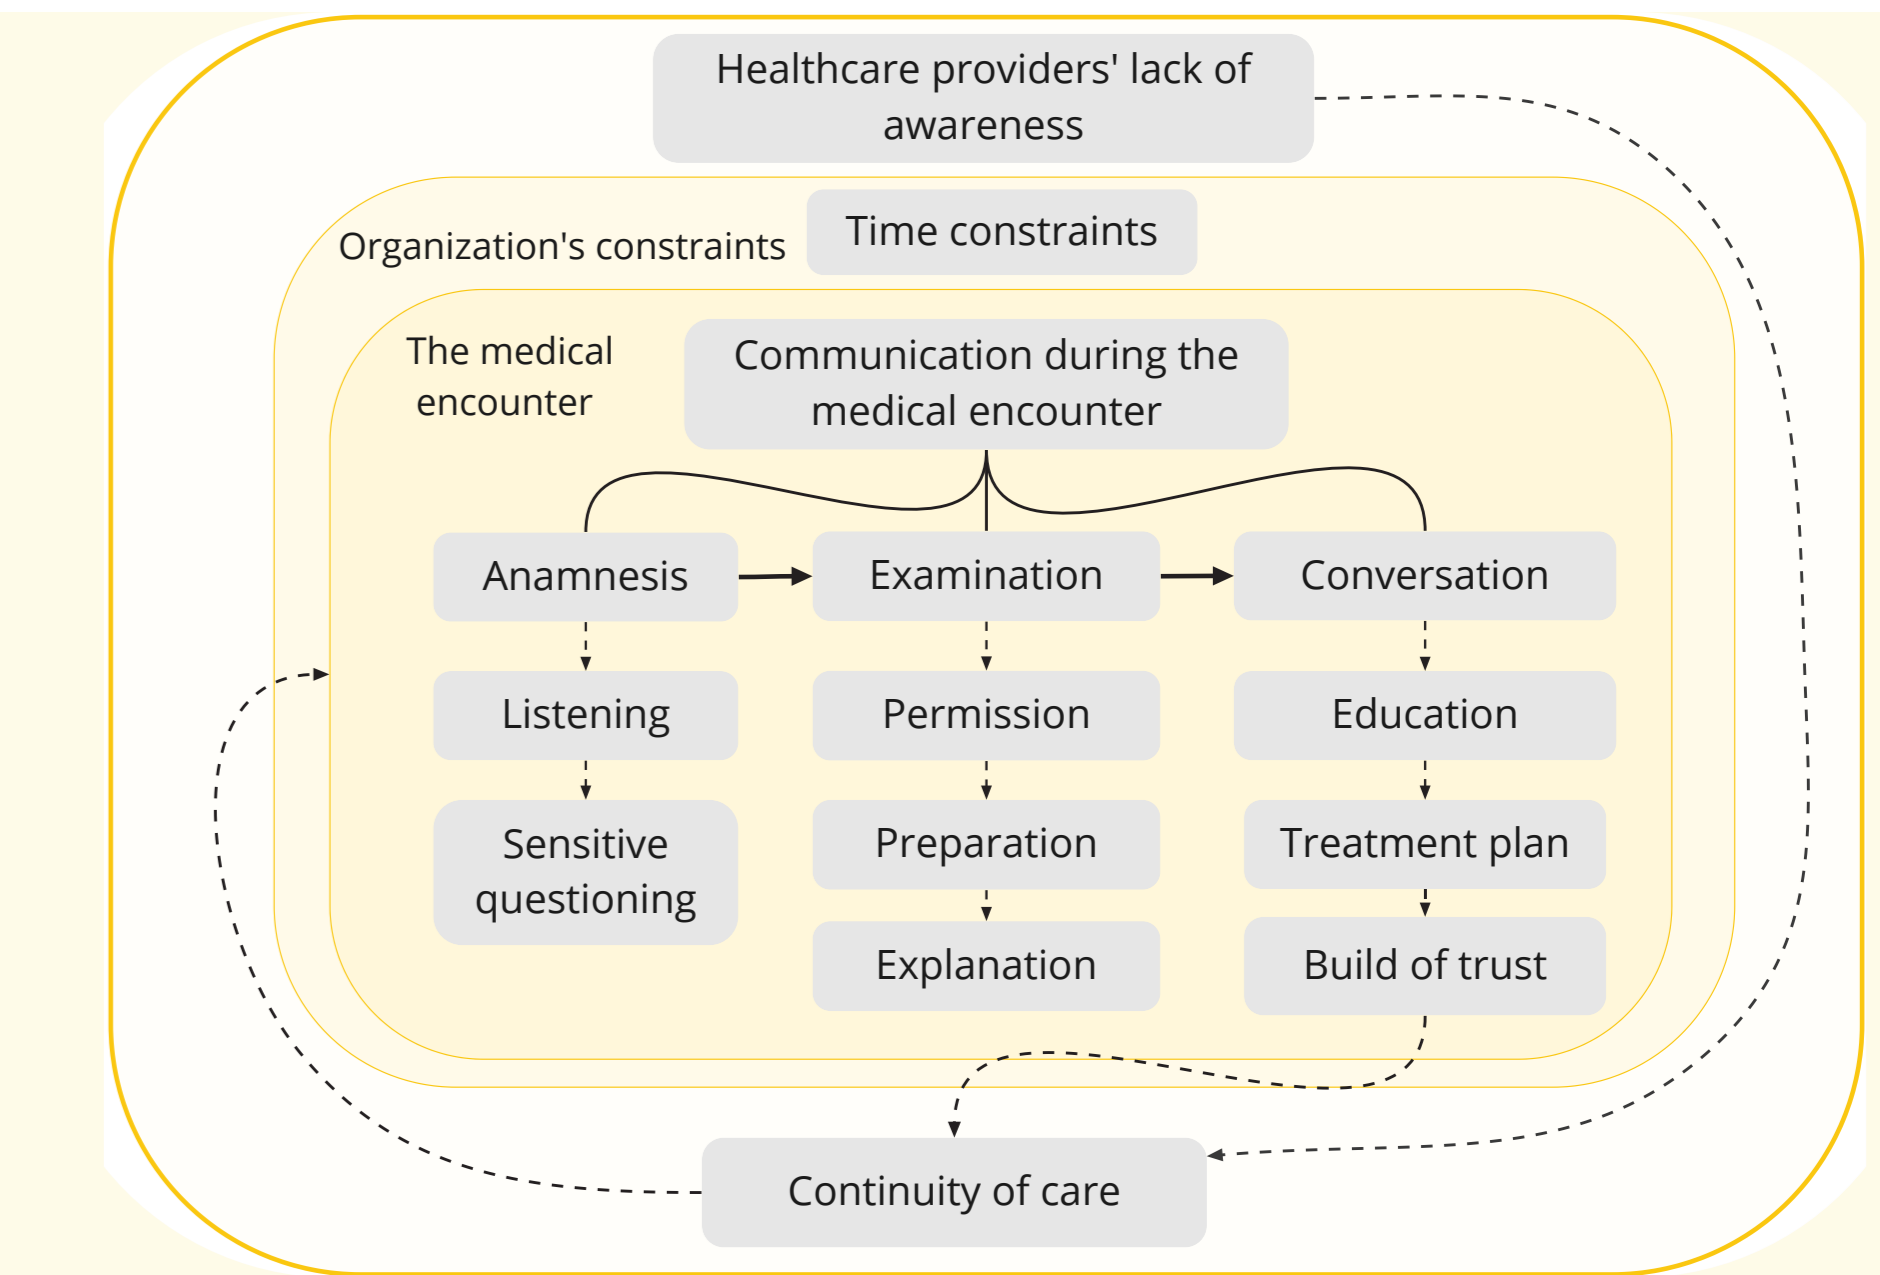 Healthcare providers' lack of
awareness
Time constraints
Organization's constraints
The medical
encounter
Communication during the
medical encounter
Anamnesis
Examination
Conversation
Listening
Permission
Education
Sensitive
questioning
Preparation
Treatment plan
Explanation
Build of trust
Continuity of care